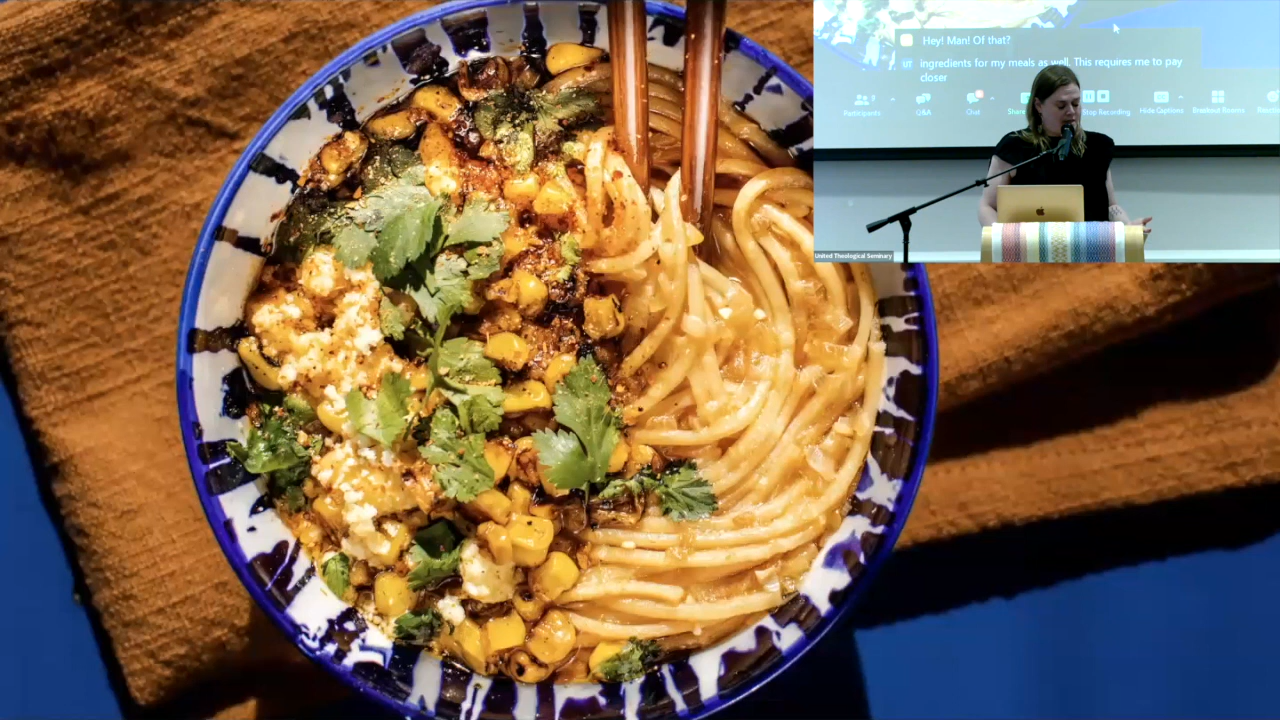 Hey! Man! Of that?
UT ingredients for my meals as well. This requires me to pay
closer
Participants Q&A Chat Stop Recording Hide Captions Breakout Rooms
United Theological Seminary